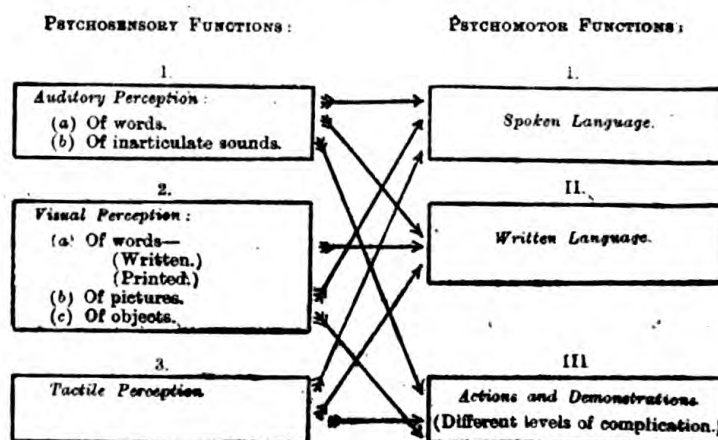 PSYCHOSENSORY FUNCTIONS:
PSYCHOMOTOR FUNCTIONS:
1.
Auditory Perception:
(a) Of words.
(b) Of inarticulate sounds.
2.
Visual Perception:
(a) Of words—
(Written.)
(Printed.)
(b) Of pictures.
(c) Of objects.
3.
Tactile Perception
I.
Spoken Language.
II.
Written Language.
III
Actions and Demonstrations
(Different levels of complication.)